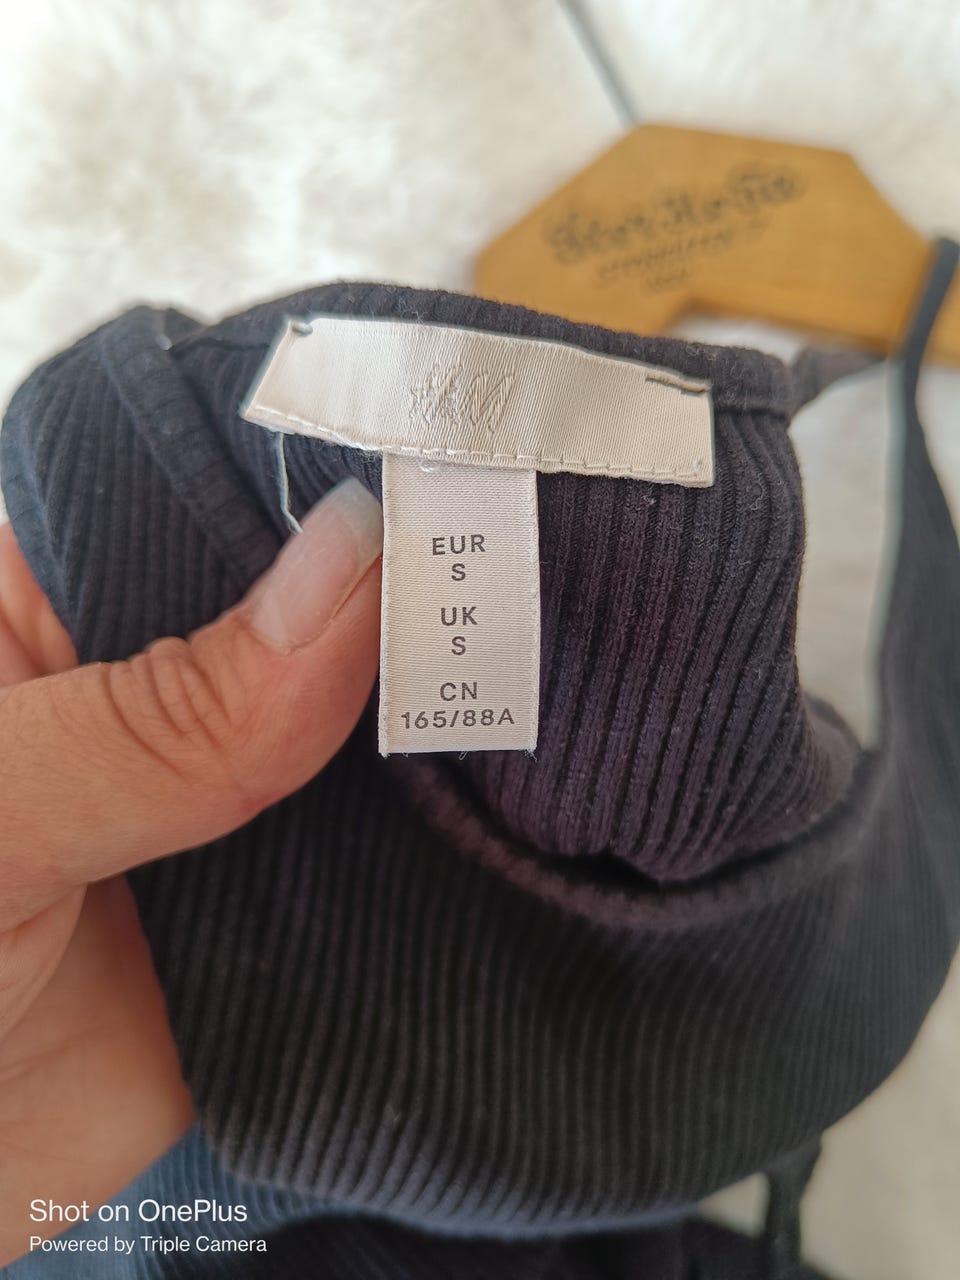 H&M
EUR
S
UK
S
CN
165/88A
Shot on OnePlus
Powered by Triple Camera